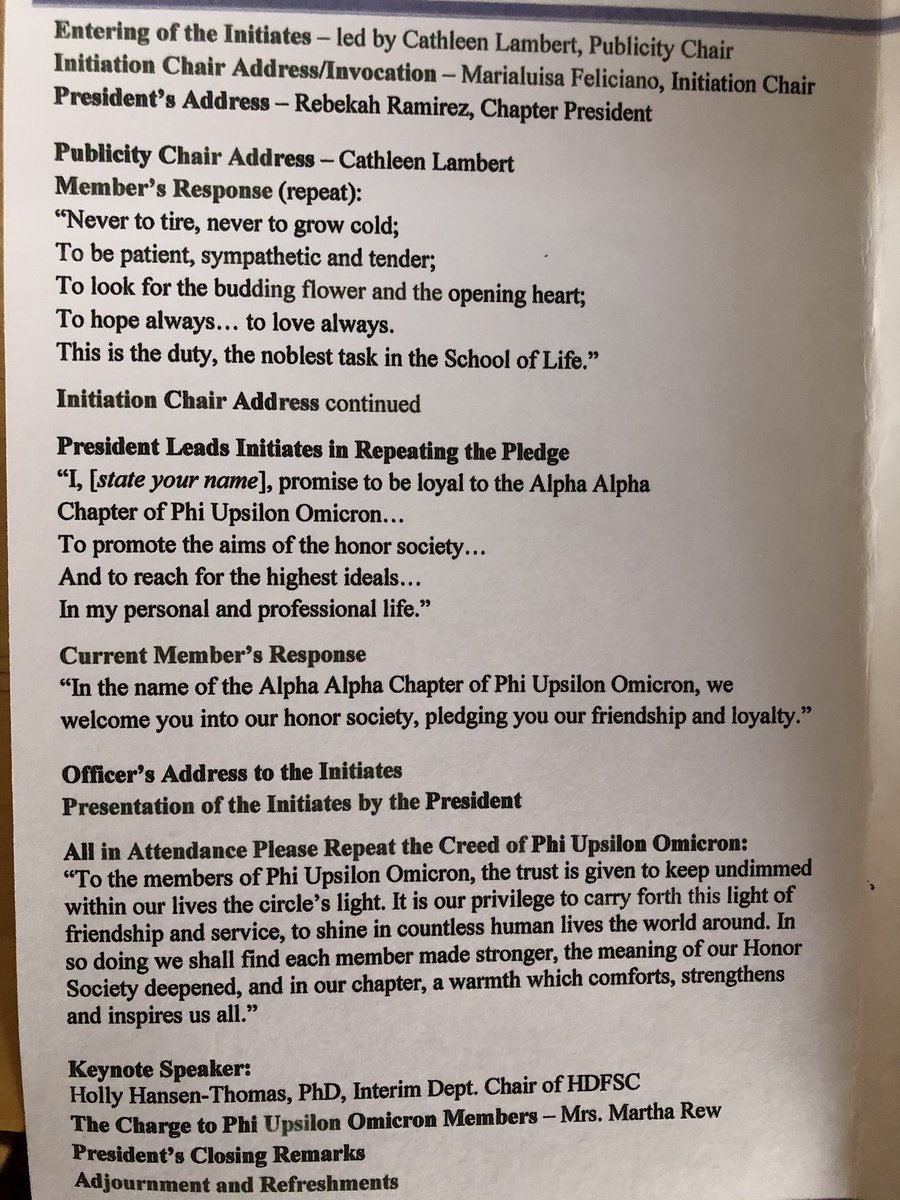 Entering of the Initiates – led by Cathleen Lambert, Publicity Chair
Initiation Chair Address/Invocation – Marialuisa Feliciano, Initiation Chair
President's Address – Rebekah Ramirez, Chapter President
Publicity Chair Address – Cathleen Lambert
Member's Response (repeat):
“Never to tire, never to grow cold;
To be patient, sympathetic and tender;
To look for the budding flower and the opening heart;
To hope always… to love always.
This is the duty, the noblest task in the School of Life.”
Initiation Chair Address continued
President Leads Initiates in Repeating the Pledge
“I, [state your name], promise to be loyal to the Alpha Alpha
Chapter of Phi Upsilon Omicron…
To promote the aims of the honor society…
And to reach for the highest ideals…
In my personal and professional life.”
Current Member's Response
“In the name of the Alpha Alpha Chapter of Phi Upsilon Omicron, we
welcome you into our honor society, pledging you our friendship and loyalty.”
Officer's Address to the Initiates
Presentation of the Initiates by the President
All in Attendance Please Repeat the Creed of Phi Upsilon Omicron:
“To the members of Phi Upsilon Omicron, the trust is given to keep undimmed
within our lives the circle's light. It is our privilege to carry forth this light of
friendship and service, to shine in countless human lives the world around. In
so doing we shall find each member made stronger, the meaning of our Honor
Society deepened, and in our chapter, a warmth which comforts, strengthens
and inspires us all.”
Keynote Speaker:
Holly Hansen-Thomas, PhD, Interim Dept. Chair of HDFSC
The Charge to Phi Upsilon Omicron Members – Mrs. Martha Rew
President's Closing Remarks
Adjournment and Refreshments